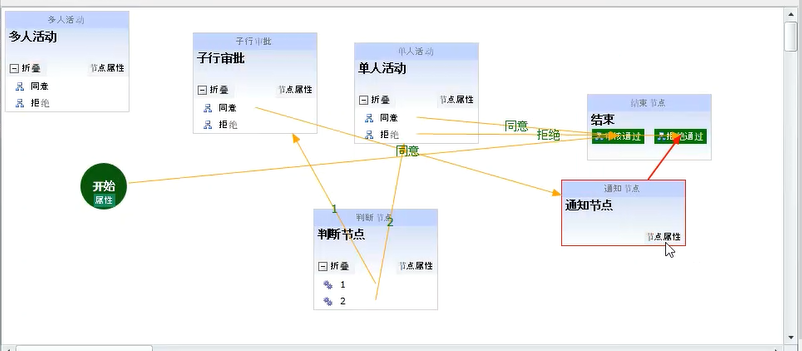 多人活动
多人活动
折叠
节点属性
同意
拒绝
子行审批
子行审批
折叠
节点属性
同意
拒绝
单人活动
单人活动
折叠
节点属性
同意
拒绝
同意
拒绝
同意
结束 节点
结束
审核通过
拒绝通过
开始
属性
通知 节点
通知节点
节点属性
1
2
判断 节点
判断节点
折叠
节点属性
1
2